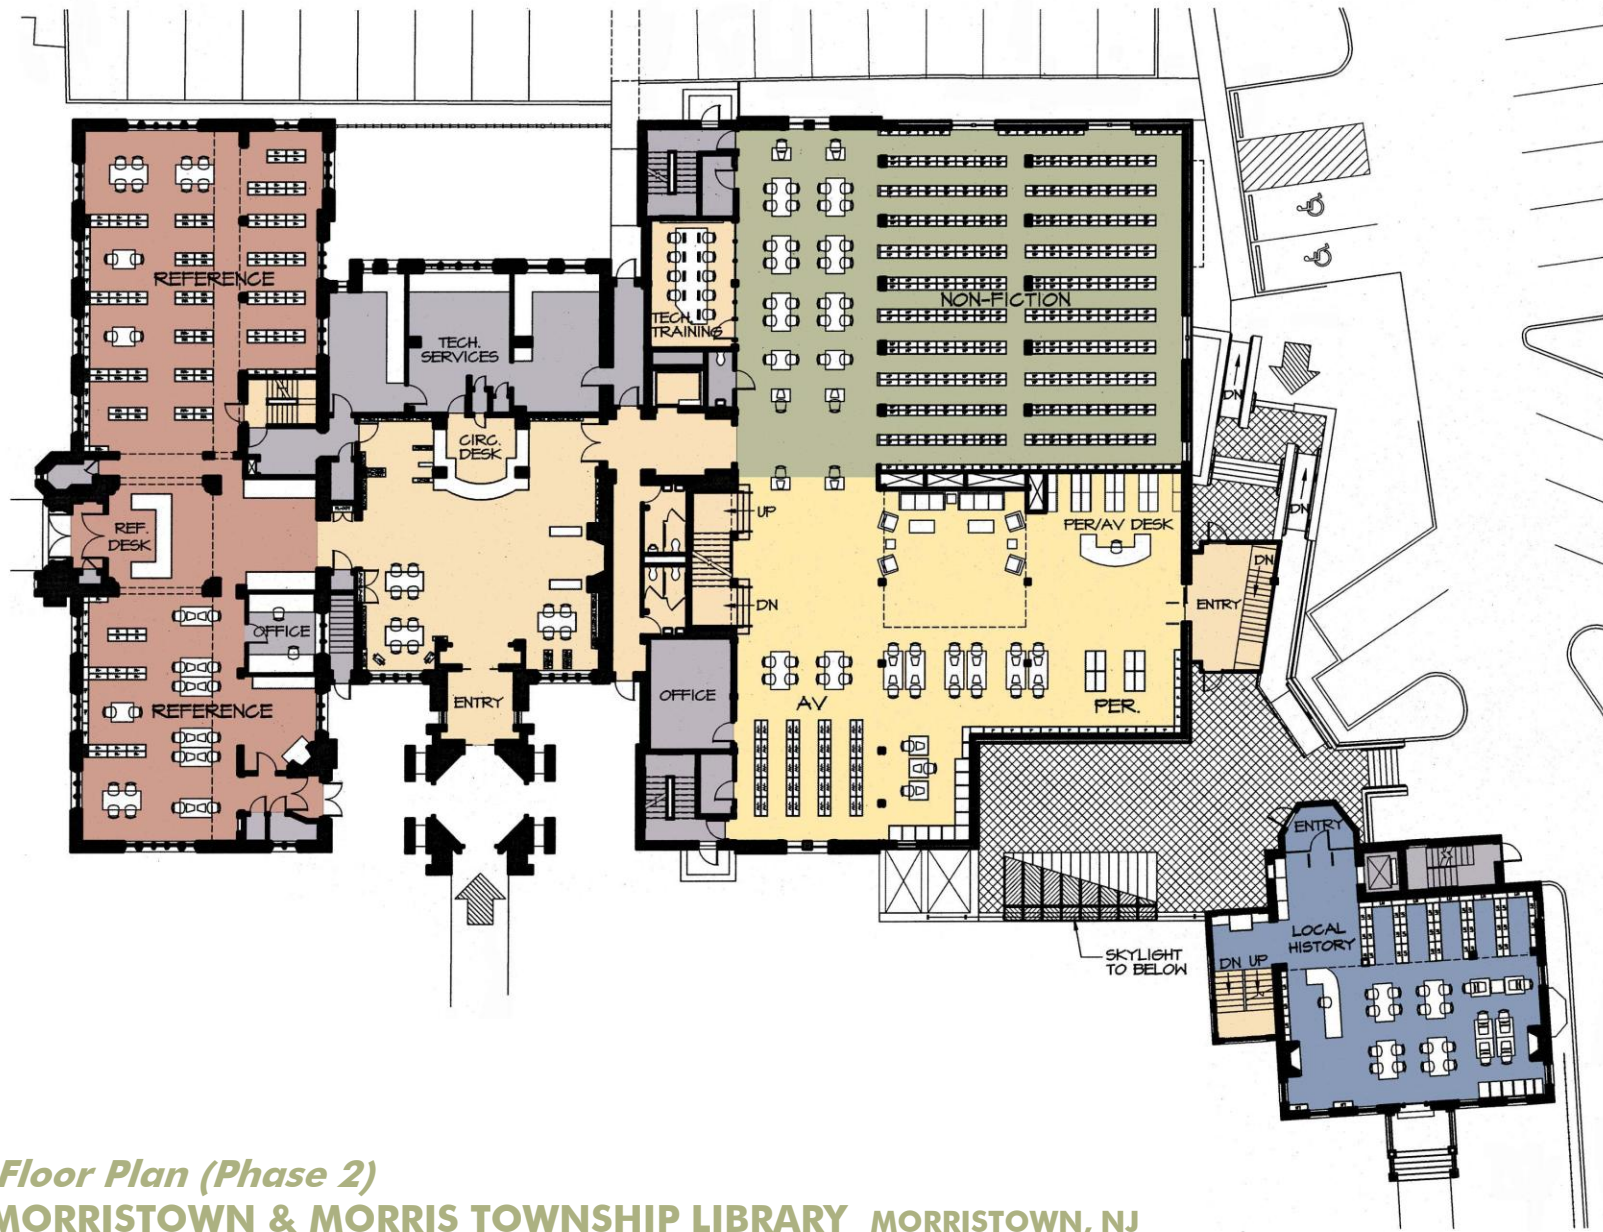 REFERENCE
NON-FICTION
TECH.
TRAINING
TECH.
SERVICES
DN
CIRC.
DESK
UP
PER/AV DESK
DN
REF.
DESK
DN
DN
ENTRY
OFFICE
OFFICE
ENTRY
AV
PER.
REFERENCE
ENTRY
LOCAL
HISTORY
SKYLIGHT
TO BELOW
DN UP
Floor Plan (Phase 2)
MORRISTOWN & MORRIS TOWNSHIP LIBRARY MORRISTOWN, NJ